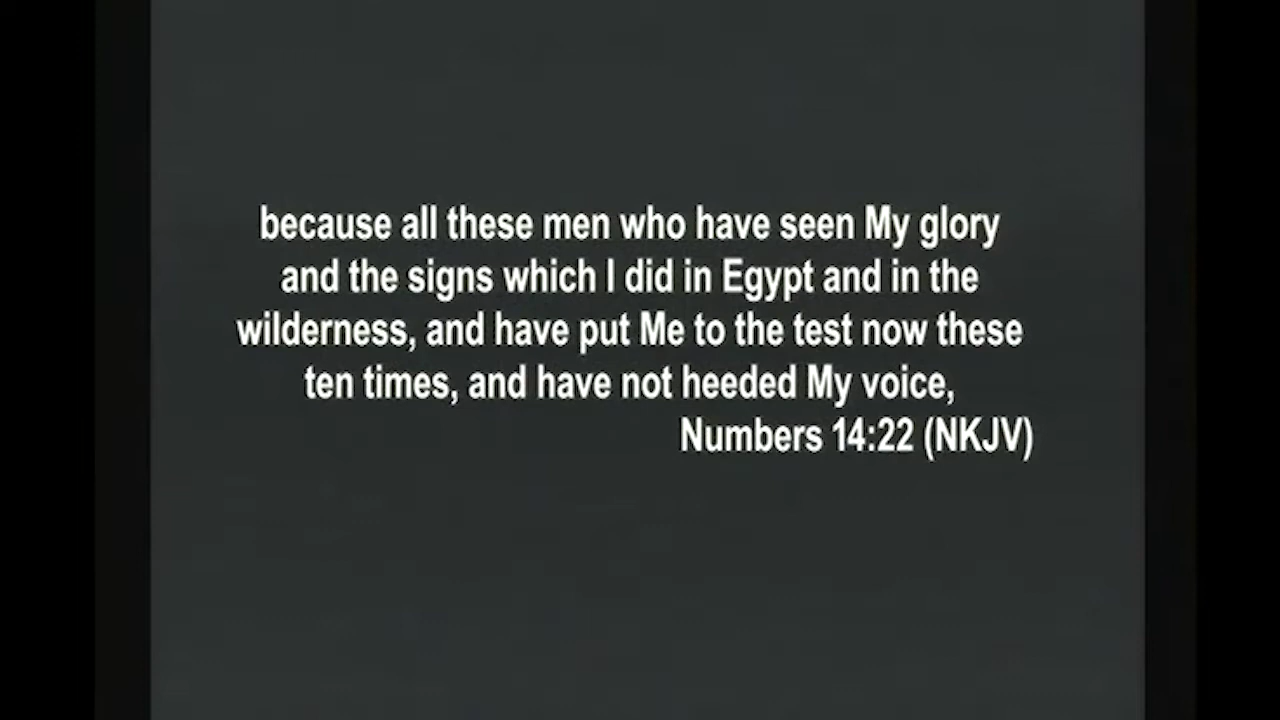 because all these men who have seen My glory
and the signs which I did in Egypt and in the
wilderness, and have put Me to the test now these
ten times, and have not heeded My voice,
Numbers 14:22 (NKJV)